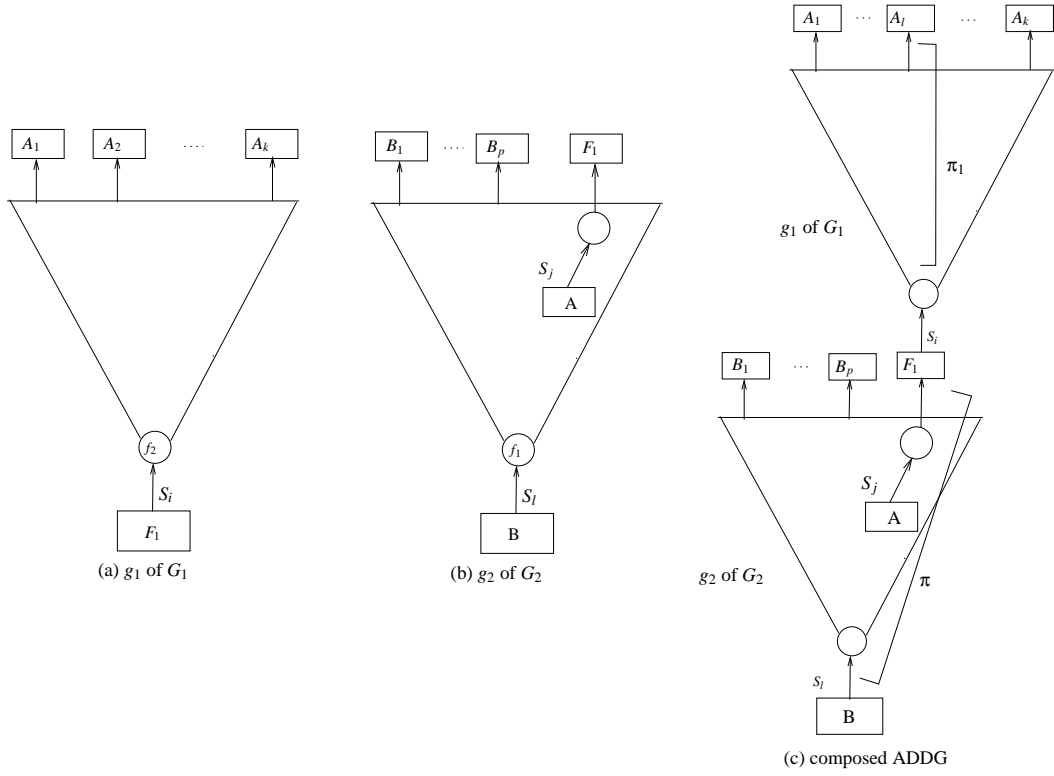 A₁ A₂ ···· Aₖ
f₂
Sᵢ
F₁
(a) g₁ of G₁
B₁ ···· Bₚ F₁
Sⱼ
A
f₁
Sₗ
B
(b) g₂ of G₂
A₁ ··· Aₗ ··· Aₖ
π₁
g₁ of G₁
Sᵢ
B₁ ··· Bₚ F₁
Sⱼ
A
g₂ of G₂
π
Sₗ
B
(c) composed ADDG